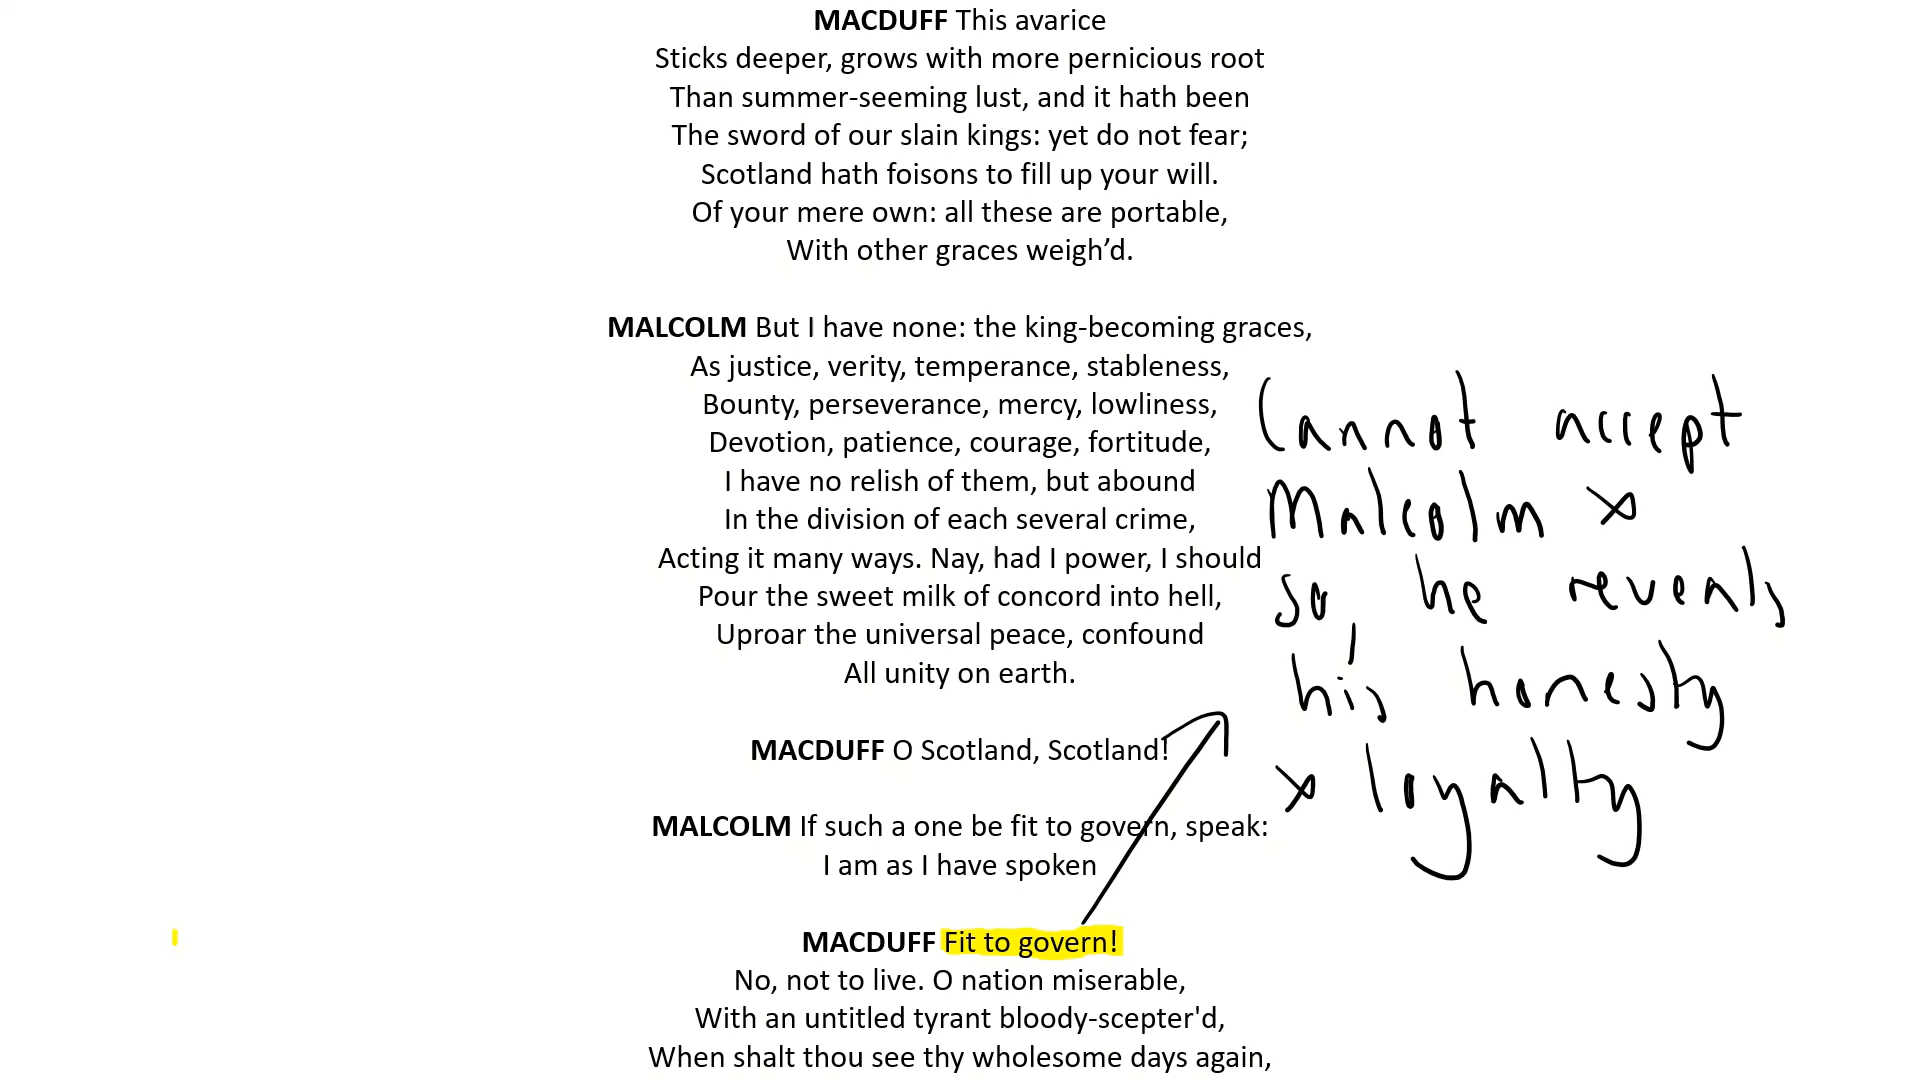 MACDUFF This avarice
Sticks deeper, grows with more pernicious root
Than summer-seeming lust, and it hath been
The sword of our slain kings: yet do not fear;
Scotland hath foisons to fill up your will.
Of your mere own: all these are portable,
With other graces weigh’d.
MALCOLM But I have none: the king-becoming graces,
As justice, verity, temperance, stableness,
Bounty, perseverance, mercy, lowliness,
Devotion, patience, courage, fortitude,
I have no relish of them, but abound
In the division of each several crime,
Acting it many ways. Nay, had I power, I should
Pour the sweet milk of concord into hell,
Uproar the universal peace, confound
All unity on earth.
MACDUFF O Scotland, Scotland!
MALCOLM If such a one be fit to govern, speak:
I am as I have spoken
MACDUFF Fit to govern!
No, not to live. O nation miserable,
With an untitled tyrant bloody-scepter'd,
When shalt thou see thy wholesome days again,
Cannot accept
Malcolm &
so, he reveals
his honesty
& loyalty